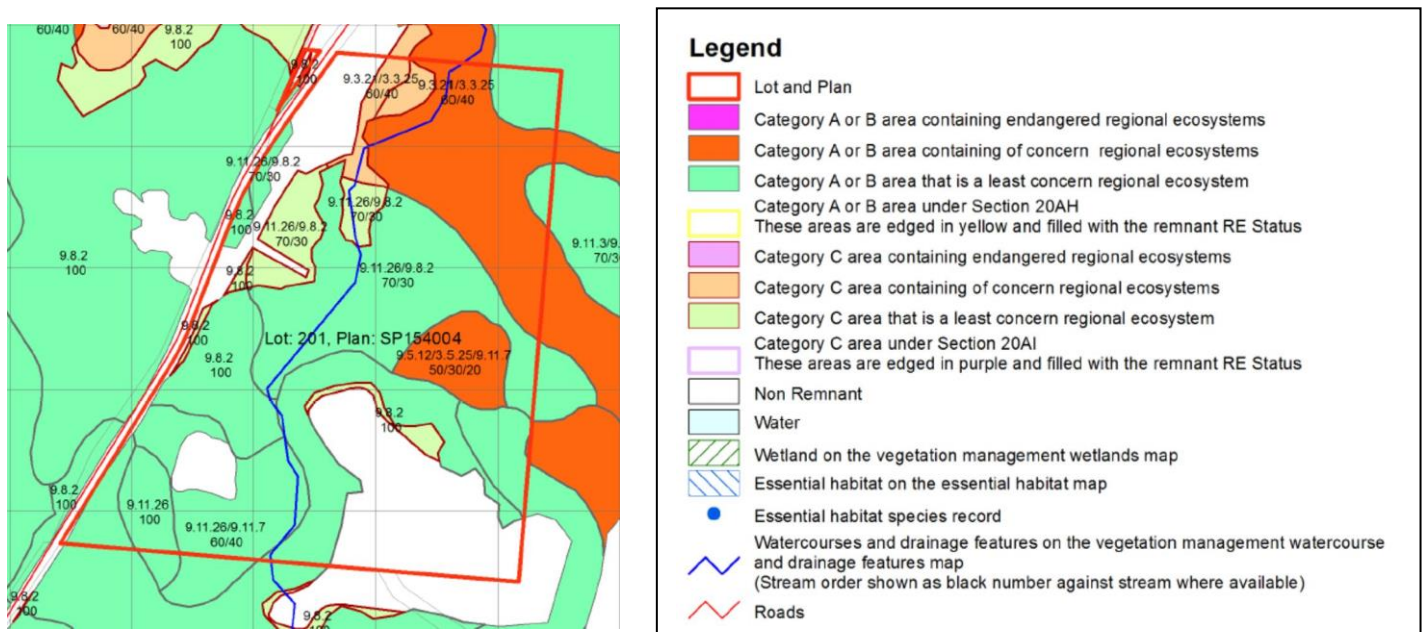 60/40
60/40
9.8.2
100
9.8.2
100
9.3.21/3.3.25
60/40
9.3.21/3.3.25
60/40
9.11.26/9.8.2
70/30
9.8.2
100
9.11.26/9.8.2
70/30
9.11.26/9.8.2
70/30
9.11.3/9.
70/3
9.8.2
100
9.8.2
100
9.11.26/9.8.2
70/30
9.8.2
100
Lot: 201, Plan: SP154004
9.8.2
100
9.5.12/3.5.25/9.11.7
50/30/20
9.8.2
100
9.8.2
100
9.11.26
100
9.11.26/9.11.7
60/40
9.8.2
100
9.8.2
Legend
Lot and Plan
Category A or B area containing endangered regional ecosystems
Category A or B area containing of concern regional ecosystems
Category A or B area that is a least concern regional ecosystem
Category A or B area under Section 20AH
These areas are edged in yellow and filled with the remnant RE Status
Category C area containing endangered regional ecosystems
Category C area containing of concern regional ecosystems
Category C area that is a least concern regional ecosystem
Category C area under Section 20AI
These areas are edged in purple and filled with the remnant RE Status
Non Remnant
Water
Wetland on the vegetation management wetlands map
Essential habitat on the essential habitat map
Essential habitat species record
Watercourses and drainage features on the vegetation management watercourse
and drainage features map
(Stream order shown as black number against stream where available)
Roads